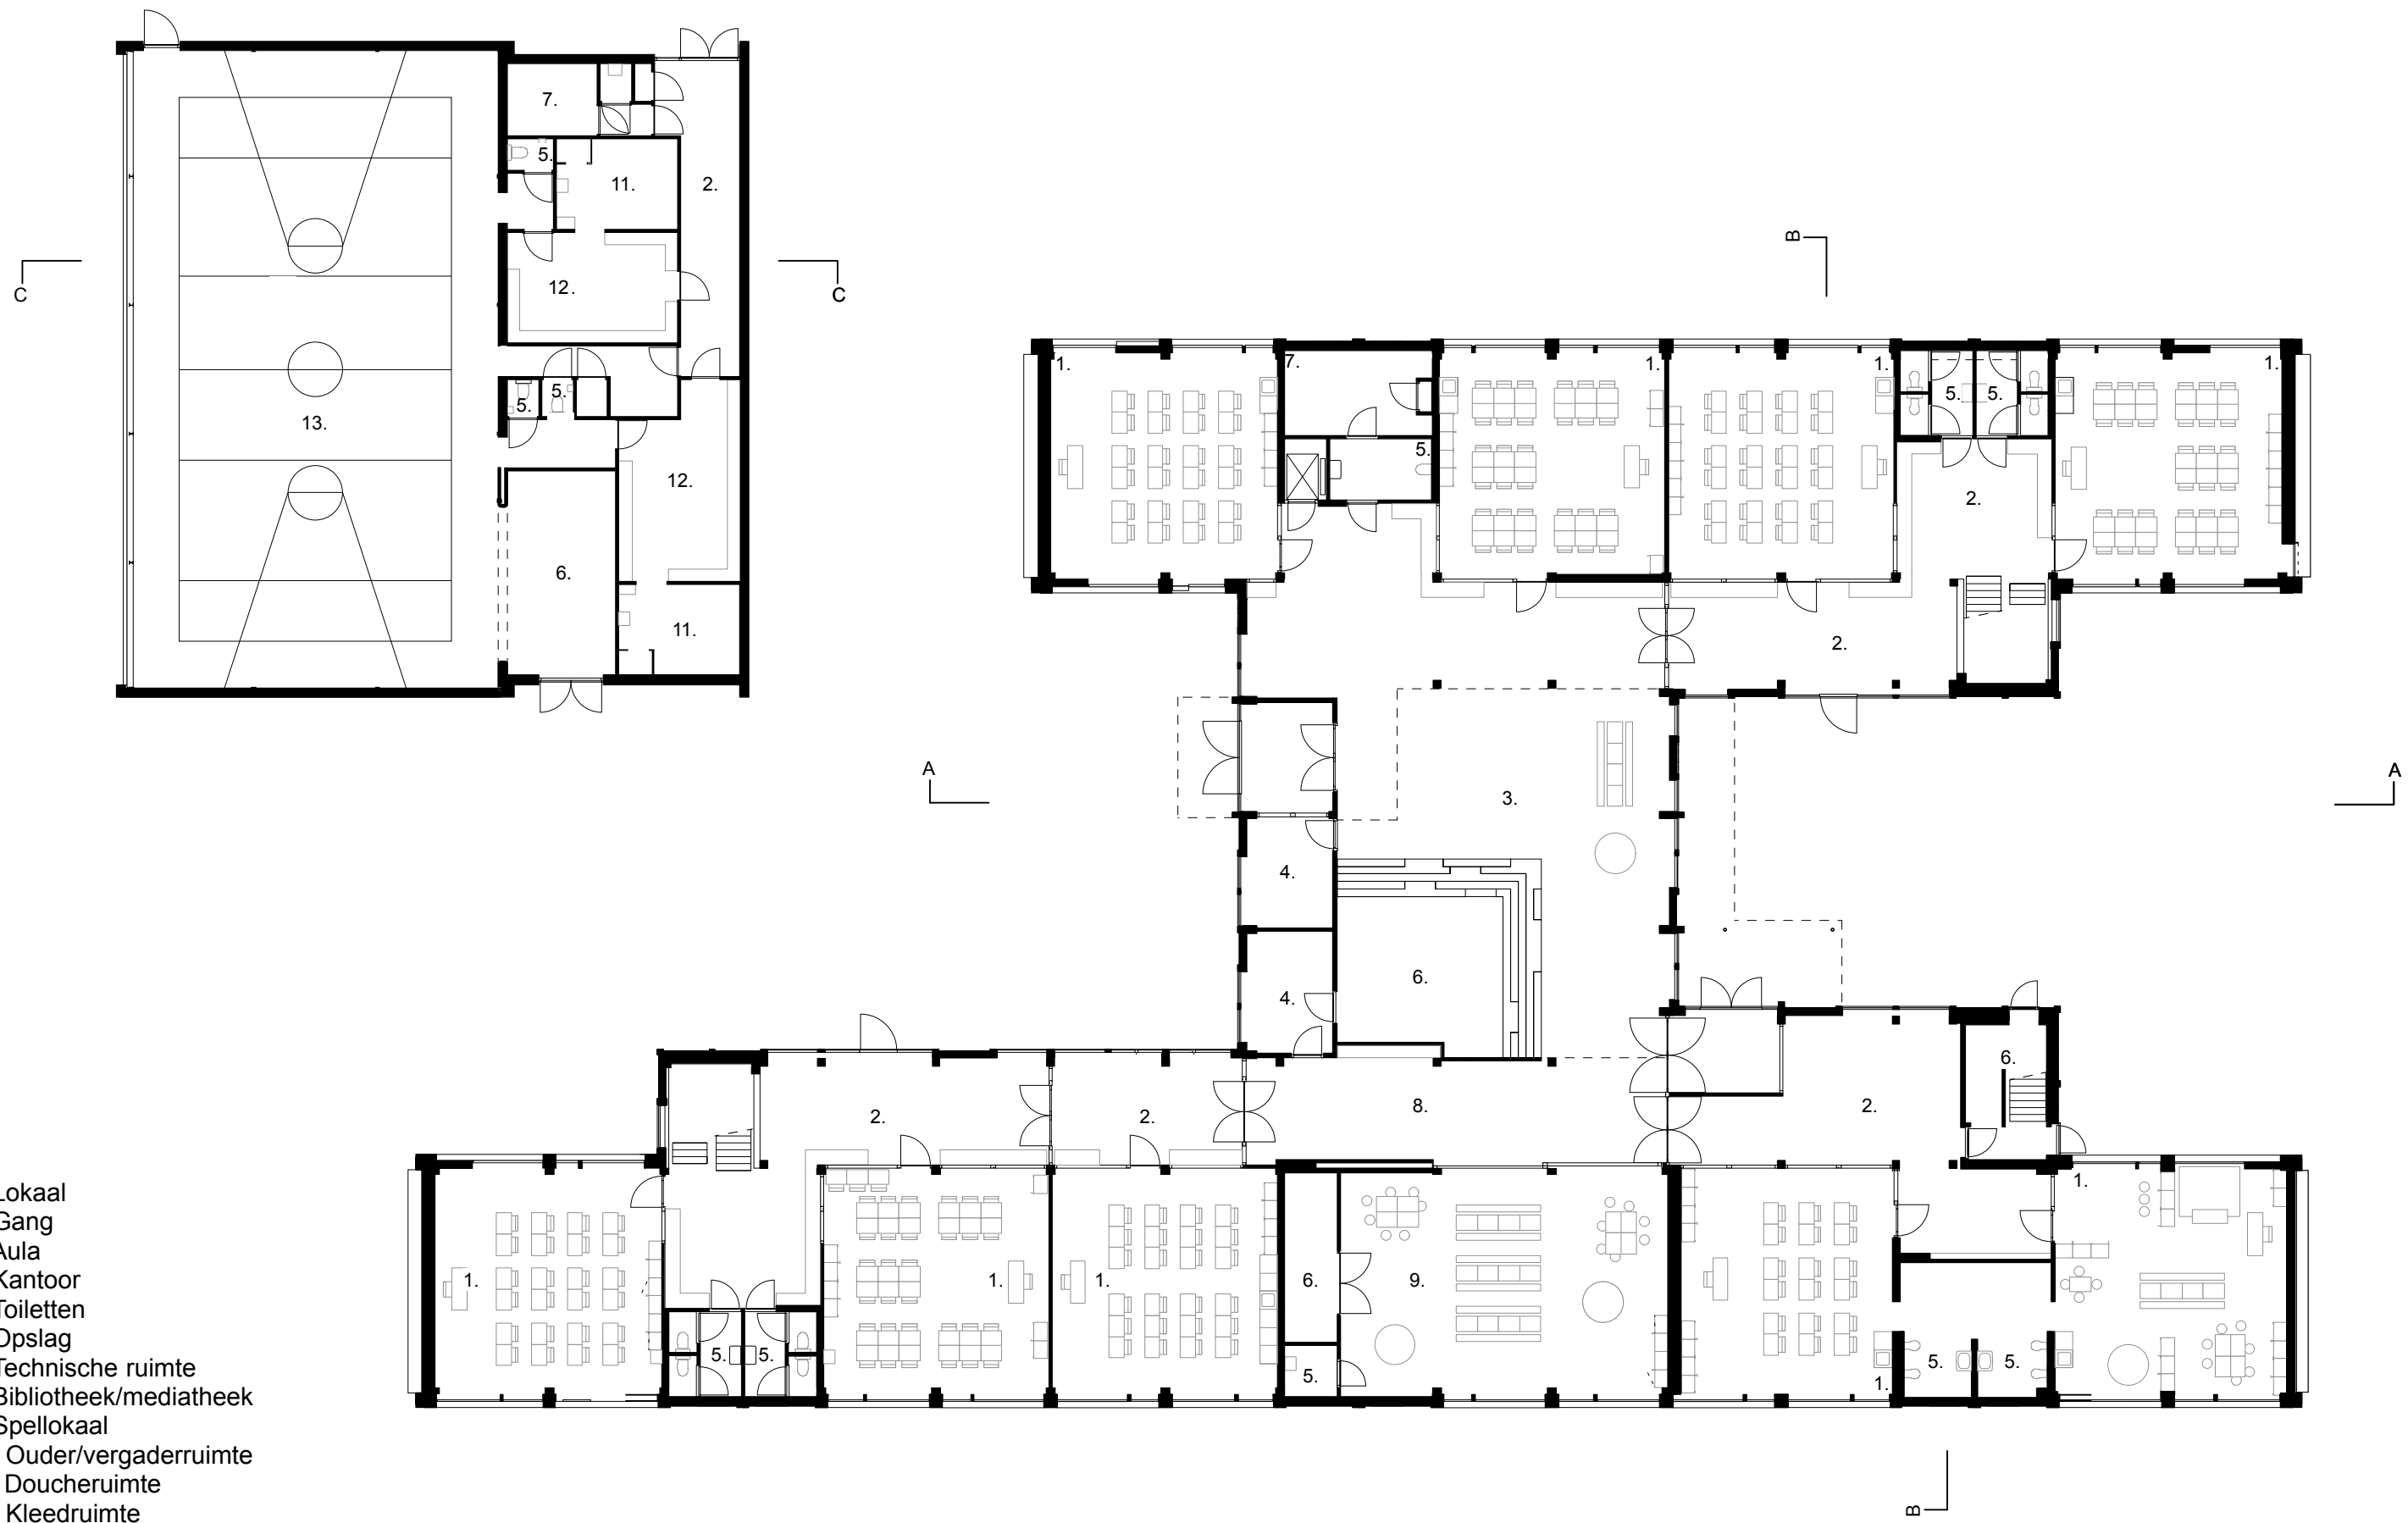 7.
5.
11.
2.
B
C
C
12.
1.
7.
1.
1.
5.
5.
1.
5.
5.
13.
5.
12.
2.
6.
11.
2.
A
A
3.
4.
6.
4.
6.
2.
2.
8.
2.
1.
1.
1.
1.
6.
9.
5.
5.
5.
5.
5.
1.
B
Lokaal
Gang
Aula
Kantoor
Toiletten
Opslag
Technische ruimte
Bibliotheek/mediatheek
Spellokaal
Ouder/vergaderruimte
Doucheruimte
Kleedruimte